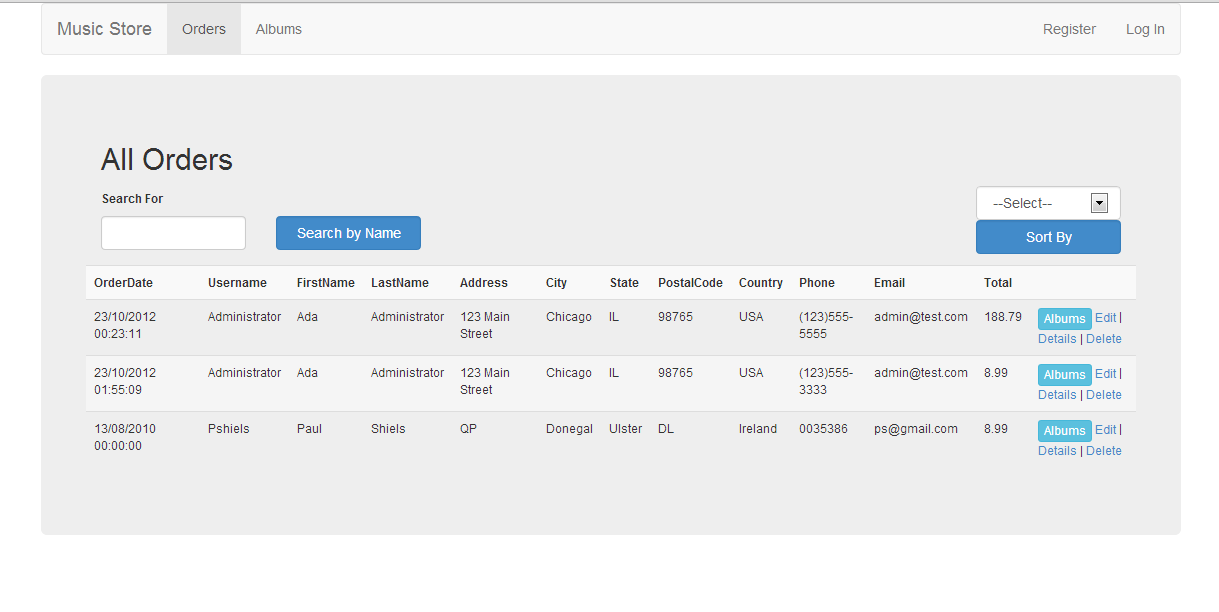 Music Store Orders Albums Register Log In
All Orders
Search For
--Select--
Search by Name
Sort By
OrderDate Username FirstName LastName Address City State PostalCode Country Phone Email Total
23/10/2012 Administrator Ada Administrator 123 Main Chicago IL 98765 USA (123)555- admin@test.com 188.79 Albums Edit |
00:23:11 Street 5555 Details | Delete
23/10/2012 Administrator Ada Administrator 123 Main Chicago IL 98765 USA (123)555- admin@test.com 8.99 Albums Edit |
01:55:09 Street 3333 Details | Delete
13/08/2010 Pshiels Paul Shiels QP Donegal Ulster DL Ireland 0035386 ps@gmail.com 8.99 Albums Edit |
00:00:00 Details | Delete